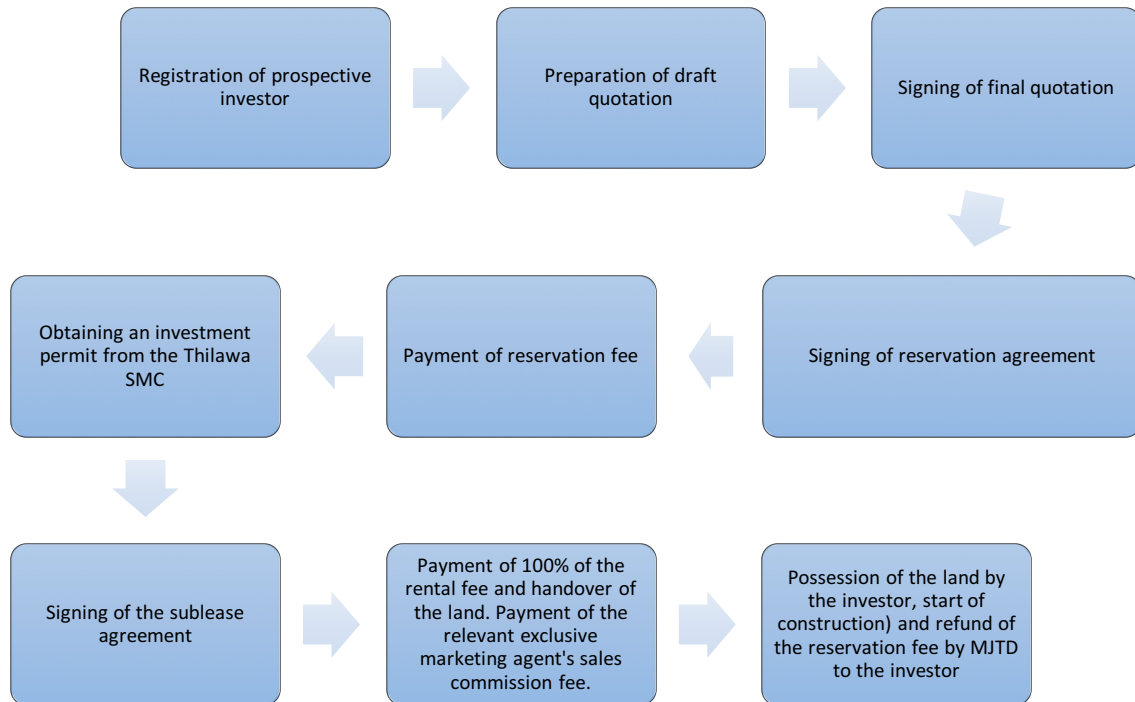 Registration of prospective
investor
Preparation of draft
quotation
Signing of final quotation
Signing of reservation agreement
Payment of reservation fee
Obtaining an investment
permit from the Thilawa
SMC
Signing of the sublease
agreement
Payment of 100% of the
rental fee and handover of
the land. Payment of the
relevant exclusive
marketing agent's sales
commission fee.
Possession of the land by
the investor, start of
construction) and refund of
the reservation fee by MJTD
to the investor